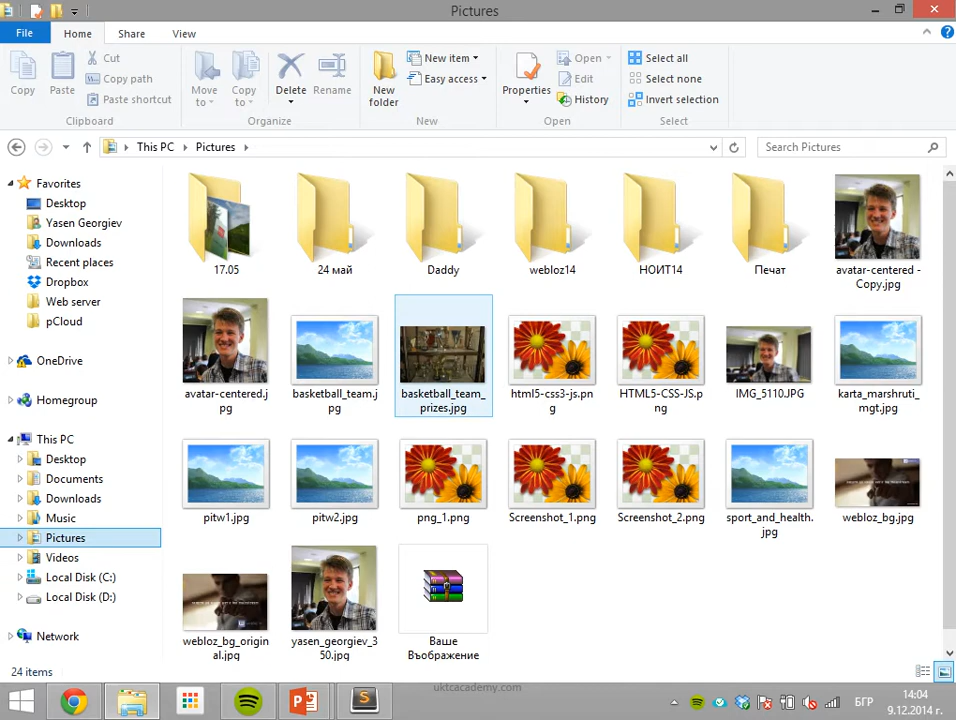 Pictures
File
Home
Share
View
Copy
Paste
Cut
Copy path
Paste shortcut
Clipboard
Move to
Copy to
Delete
Rename
Organize
New folder
New item
Easy access
New
Properties
Open
Edit
History
Open
Select all
Select none
Invert selection
Select
This PC
Pictures
Search Pictures
Favorites
Desktop
Yasen Georgiev
Downloads
Recent places
Dropbox
Web server
pCloud
OneDrive
Homegroup
This PC
Desktop
Documents
Downloads
Music
Pictures
Videos
Local Disk (C:)
Local Disk (D:)
Network
17.05
24 май
Daddy
webloz14
НОИТ14
Печат
avatar-centered -
Copy.jpg
avatar-centered.j
pg
basketball_team.j
pg
basketball_team_
prizes.jpg
html5-css3-js.pn
g
HTML5-CSS-JS.p
ng
IMG_5110.JPG
karta_marshruti_
mgt.jpg
pitw1.jpg
pitw2.jpg
png_1.png
Screenshot_1.png
Screenshot_2.png
sport_and_health.
jpg
webloz_bg.jpg
webloz_bg_origin
al.jpg
yasen_georgiev_3
50.jpg
Ваше
Въображение
24 items
uktcacademy.com
БГР
14:04
9.12.2014 г.